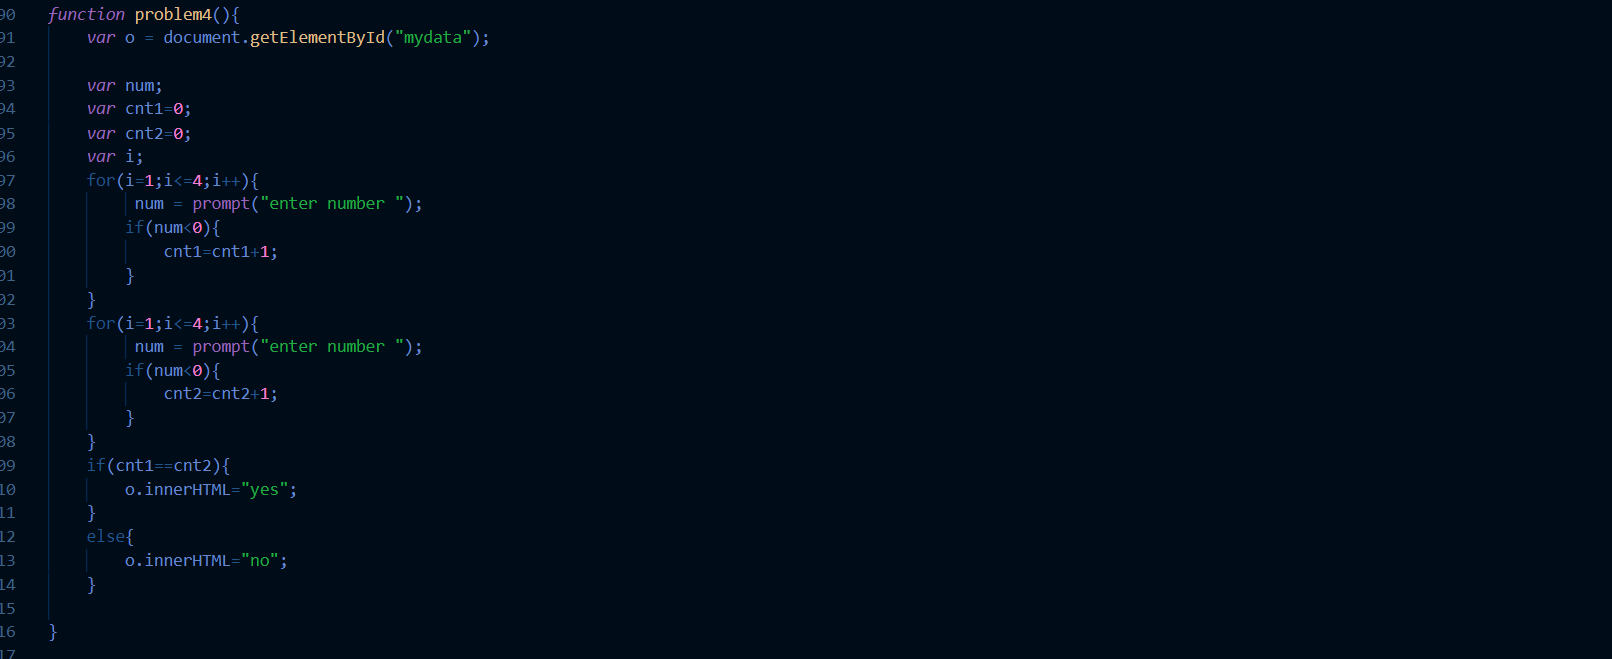 90 function problem4(){
91 var o = document.getElementById("mydata");
92
93 var num;
94 var cnt1=0;
95 var cnt2=0;
96 var i;
97 for(i=1;i<=4;i++){
98 num = prompt("enter number ");
99 if(num<0){
00 cnt1=cnt1+1;
01 }
02 }
03 for(i=1;i<=4;i++){
04 num = prompt("enter number ");
05 if(num<0){
06 cnt2=cnt2+1;
07 }
08 }
09 if(cnt1==cnt2){
10 o.innerHTML="yes";
11 }
12 else{
13 o.innerHTML="no";
14 }
15
16 }
17